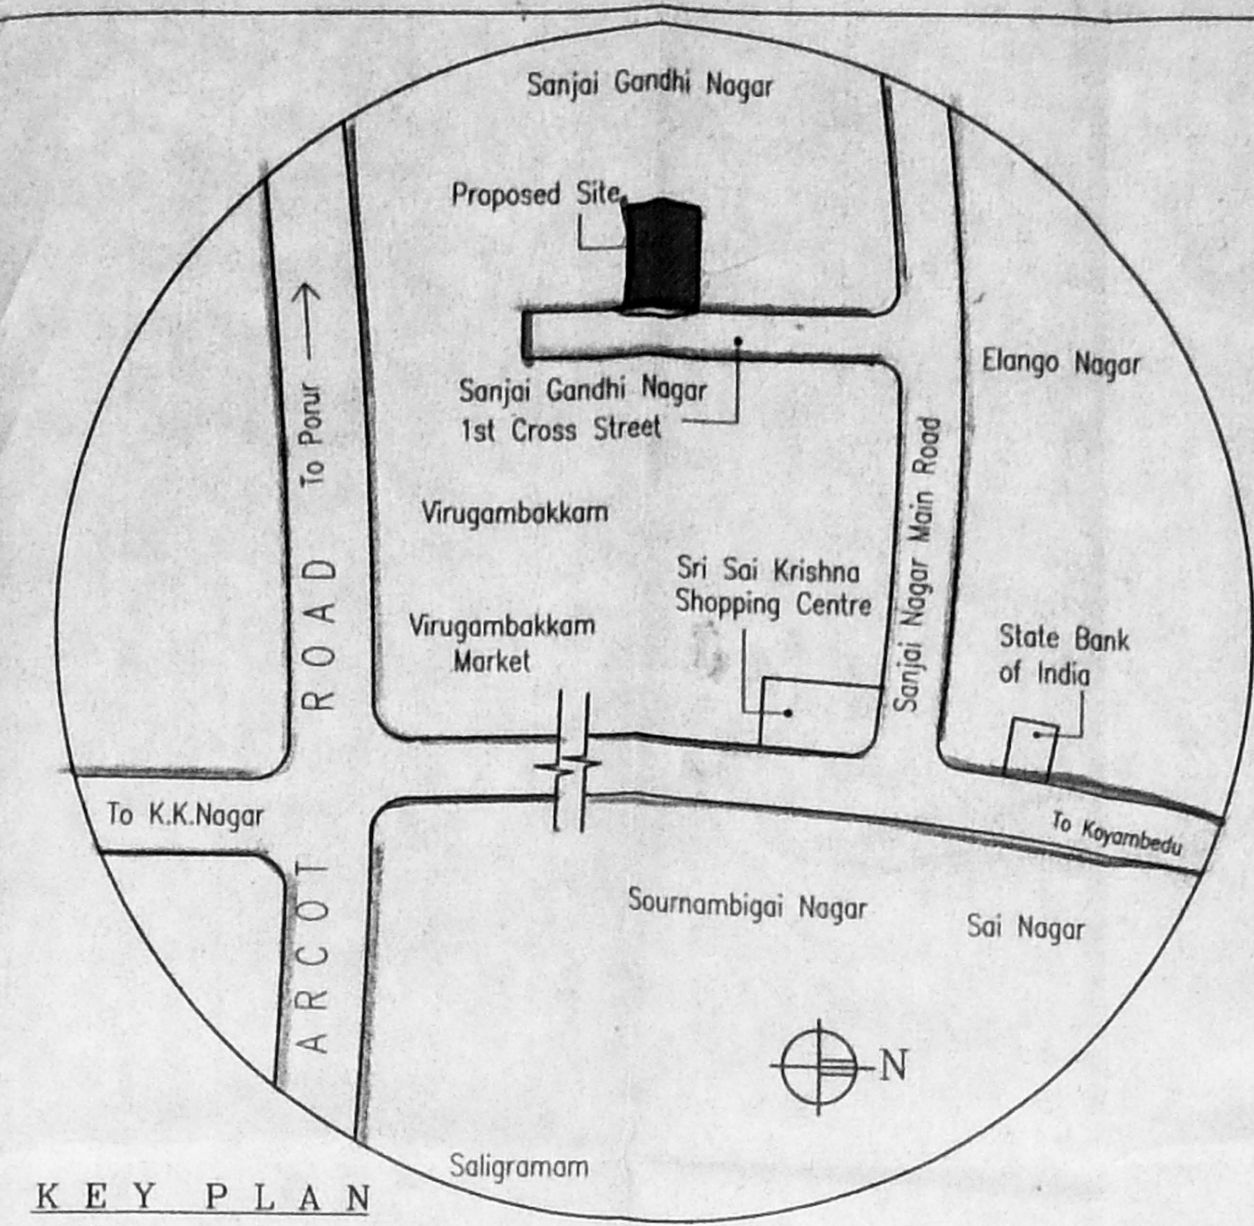 Sanjai Gandhi Nagar
Proposed Site
To Porur
Elango Nagar
Sanjai Gandhi Nagar
1st Cross Street
Virugambakkam
Sanjai Nagar Main Road
Sri Sai Krishna
Shopping Centre
Virugambakkam
Market
State Bank
of India
ARCOT ROAD
To K.K.Nagar
To Koyambedu
Sournambigai Nagar
Sai Nagar
N
Saligramam
KEY PLAN